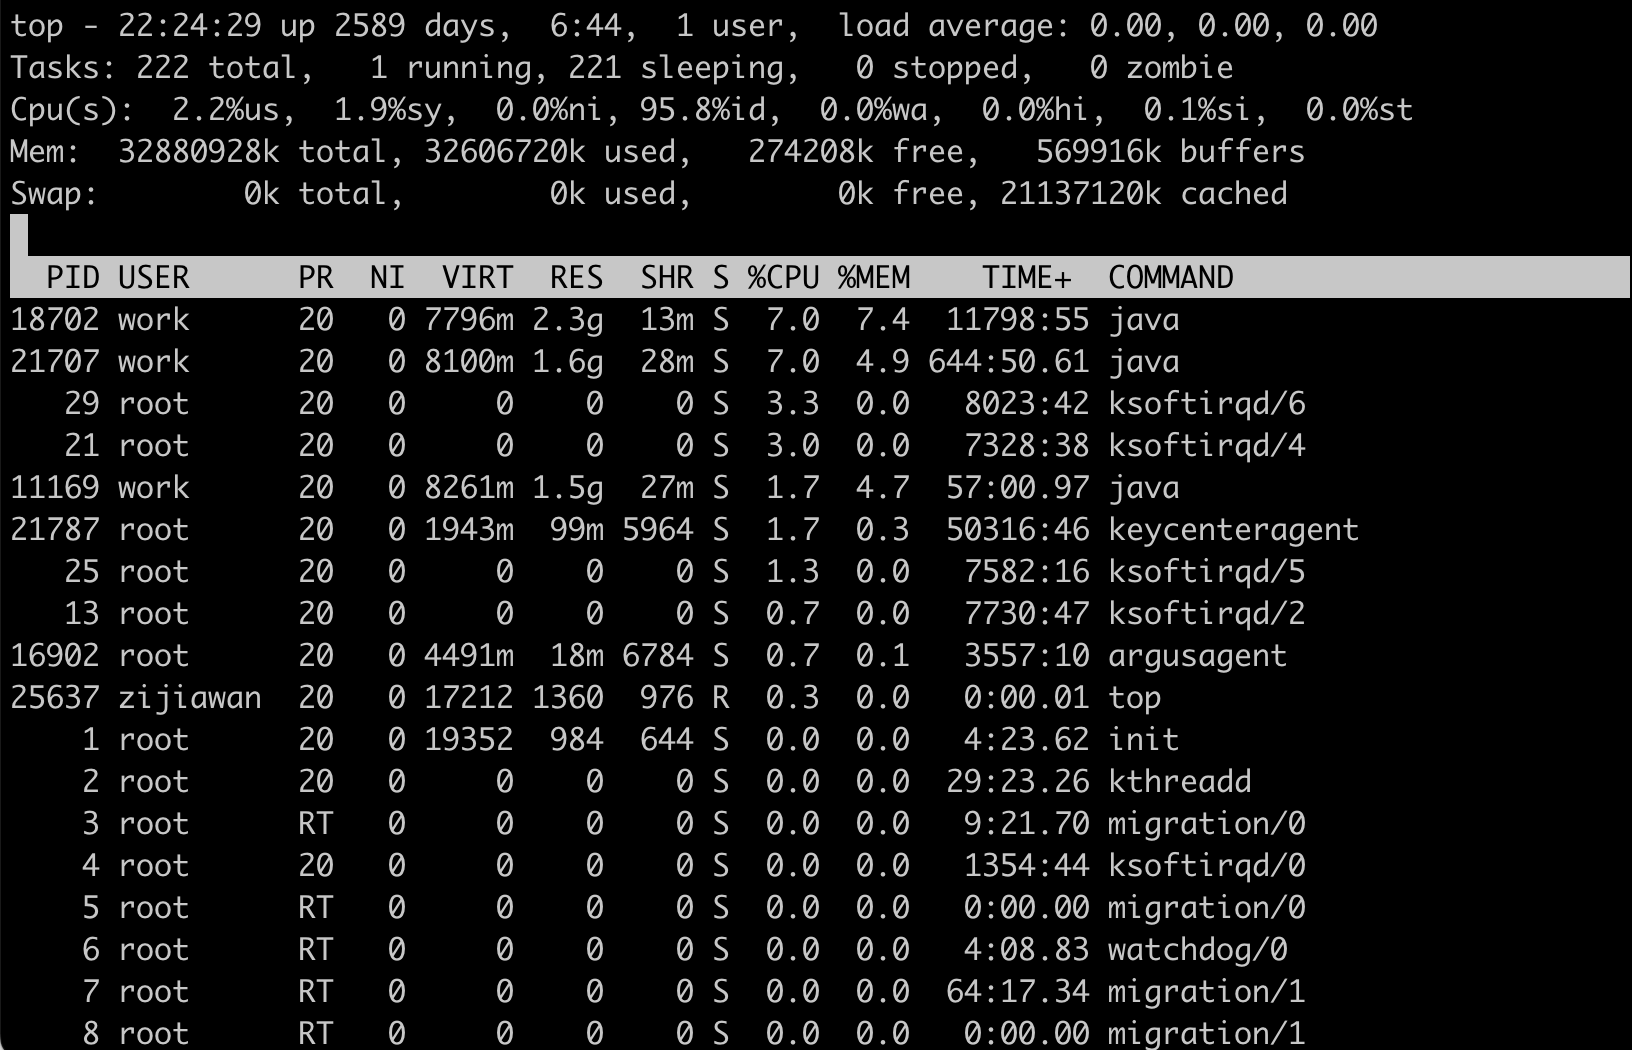 top - 22:24:29 up 2589 days,  6:44,  1 user,  load average: 0.00, 0.00, 0.00
Tasks: 222 total,   1 running, 221 sleeping,   0 stopped,   0 zombie
Cpu(s):  2.2%us,  1.9%sy,  0.0%ni, 95.8%id,  0.0%wa,  0.0%hi,  0.1%si,  0.0%st
Mem:  32880928k total, 32606720k used,   274208k free,   569916k buffers
Swap:        0k total,        0k used,        0k free, 21137120k cached
  PID USER      PR  NI  VIRT  RES  SHR S %CPU %MEM    TIME+  COMMAND
18702 work      20   0 7796m 2.3g  13m S  7.0  7.4  11798:55 java
21707 work      20   0 8100m 1.6g  28m S  7.0  4.9 644:50.61 java
   29 root      20   0     0    0    0 S  3.3  0.0   8023:42 ksoftirqd/6
   21 root      20   0     0    0    0 S  3.0  0.0   7328:38 ksoftirqd/4
11169 work      20   0 8261m 1.5g  27m S  1.7  4.7  57:00.97 java
21787 root      20   0 1943m  99m 5964 S  1.7  0.3  50316:46 keycenteragent
   25 root      20   0     0    0    0 S  1.3  0.0   7582:16 ksoftirqd/5
   13 root      20   0     0    0    0 S  0.7  0.0   7730:47 ksoftirqd/2
16902 root      20   0 4491m  18m 6784 S  0.7  0.1   3557:10 argusagent
25637 zijiawan  20   0 17212 1360  976 R  0.3  0.0   0:00.01 top
    1 root      20   0 19352  984  644 S  0.0  0.0   4:23.62 init
    2 root      20   0     0    0    0 S  0.0  0.0  29:23.26 kthreadd
    3 root      RT   0     0    0    0 S  0.0  0.0   9:21.70 migration/0
    4 root      20   0     0    0    0 S  0.0  0.0   1354:44 ksoftirqd/0
    5 root      RT   0     0    0    0 S  0.0  0.0   0:00.00 migration/0
    6 root      RT   0     0    0    0 S  0.0  0.0   4:08.83 watchdog/0
    7 root      RT   0     0    0    0 S  0.0  0.0  64:17.34 migration/1
    8 root      RT   0     0    0    0 S  0.0  0.0   0:00.00 migration/1